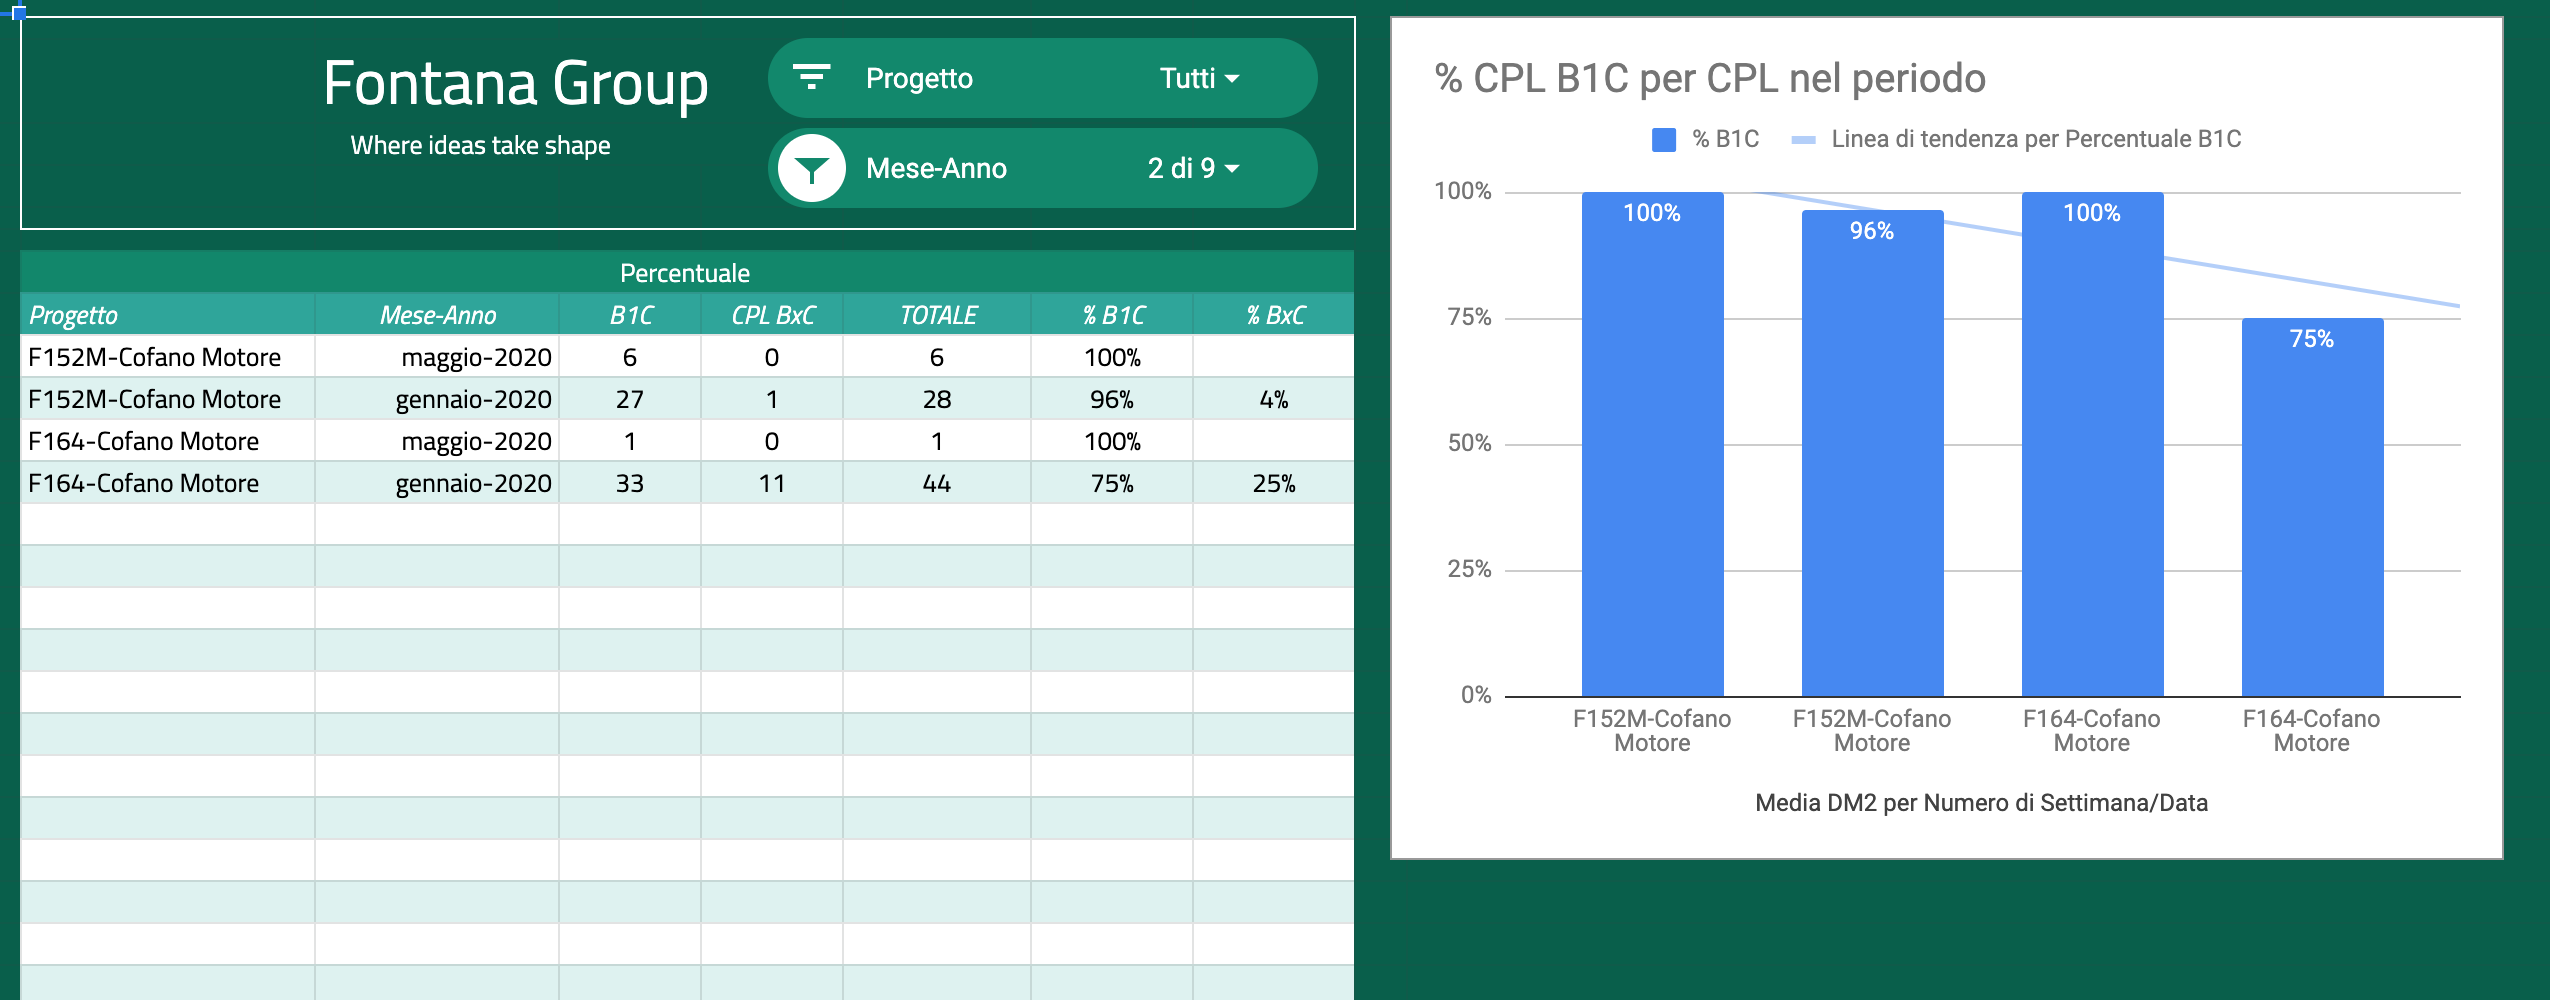 Fontana Group
Where ideas take shape
Progetto Tutti
Mese-Anno 2 di 9
Percentuale
Progetto Mese-Anno B1C CPL BxC TOTALE % B1C % BxC
F152M-Cofano Motore maggio-2020 6 0 6 100%
F152M-Cofano Motore gennaio-2020 27 1 28 96% 4%
F164-Cofano Motore maggio-2020 1 0 1 100%
F164-Cofano Motore gennaio-2020 33 11 44 75% 25%
% CPL B1C per CPL nel periodo
% B1C Linea di tendenza per Percentuale B1C
100%
75%
50%
25%
0%
100% 96% 100% 75%
F152M-Cofano F152M-Cofano F164-Cofano F164-Cofano
Motore Motore Motore Motore
Media DM2 per Numero di Settimana/Data